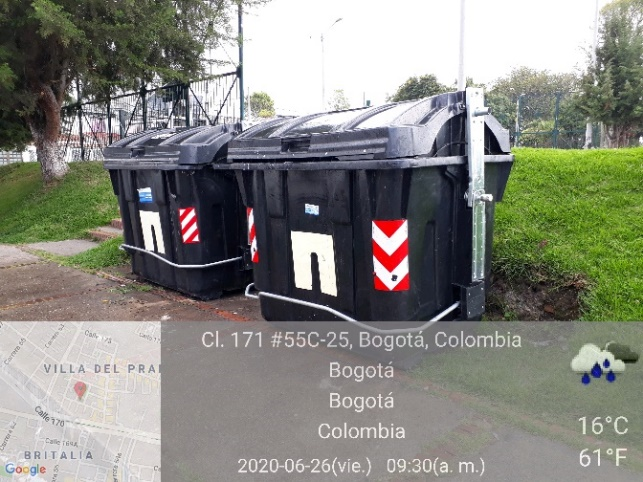 Cl. 171 #55C-25, Bogotá, Colombia
Bogotá
Bogotá
Colombia
2020-06-26(vie.) 09:30(a. m.)
16°C
61°F
VILLA DEL PRA
Calle 170
BRITALIA
Google